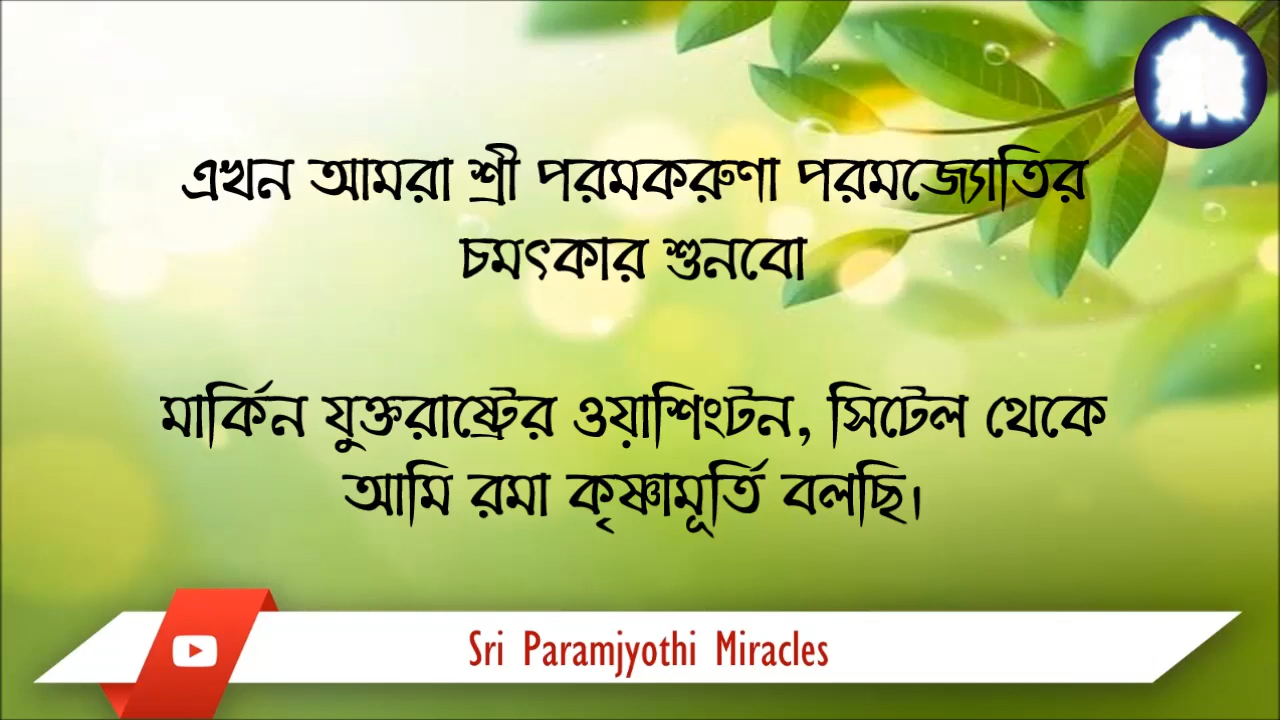 এখন আমরা শ্রী পরমকরুণা পরমজ্যোতির
চমৎকার শুনবো
মার্কিন যুক্তরাষ্ট্রের ওয়াশিংটন, সিটেল থেকে
আমি রমা কৃষ্ণামূর্তি বলছি।
Sri Paramjyothi Miracles